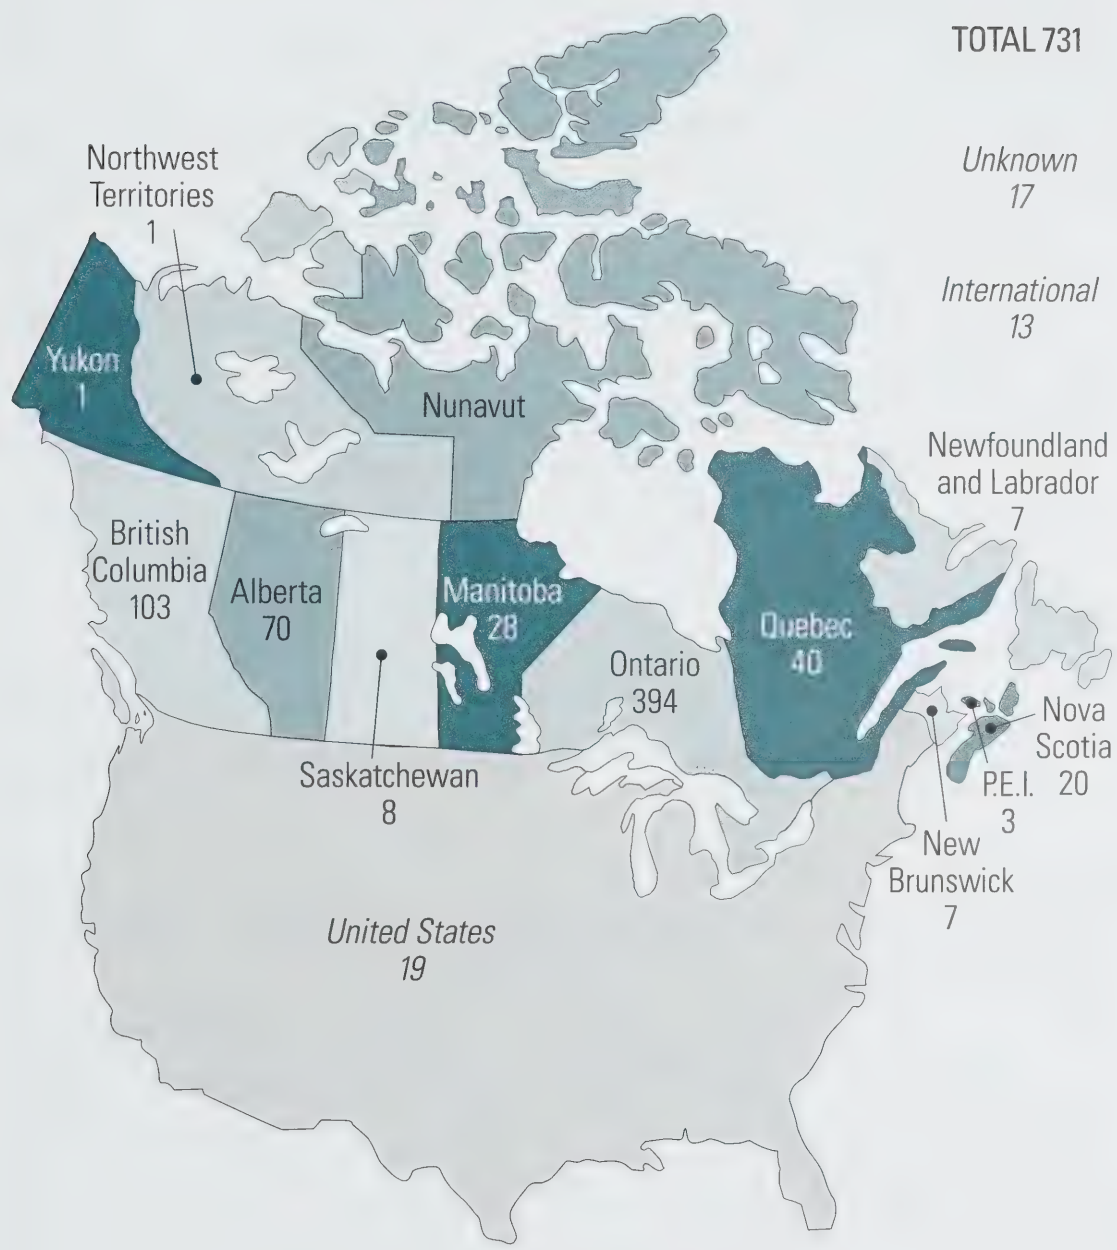 TOTAL 731
Unknown
17
International
13
Northwest
Territories
1
Yukon
1
Nunavut
Newfoundland
and Labrador
7
British
Columbia
103
Alberta
70
Manitoba
28
Quebec
40
Ontario
394
Saskatchewan
8
Nova
Scotia
20
P.E.I.
3
New
Brunswick
7
United States
19